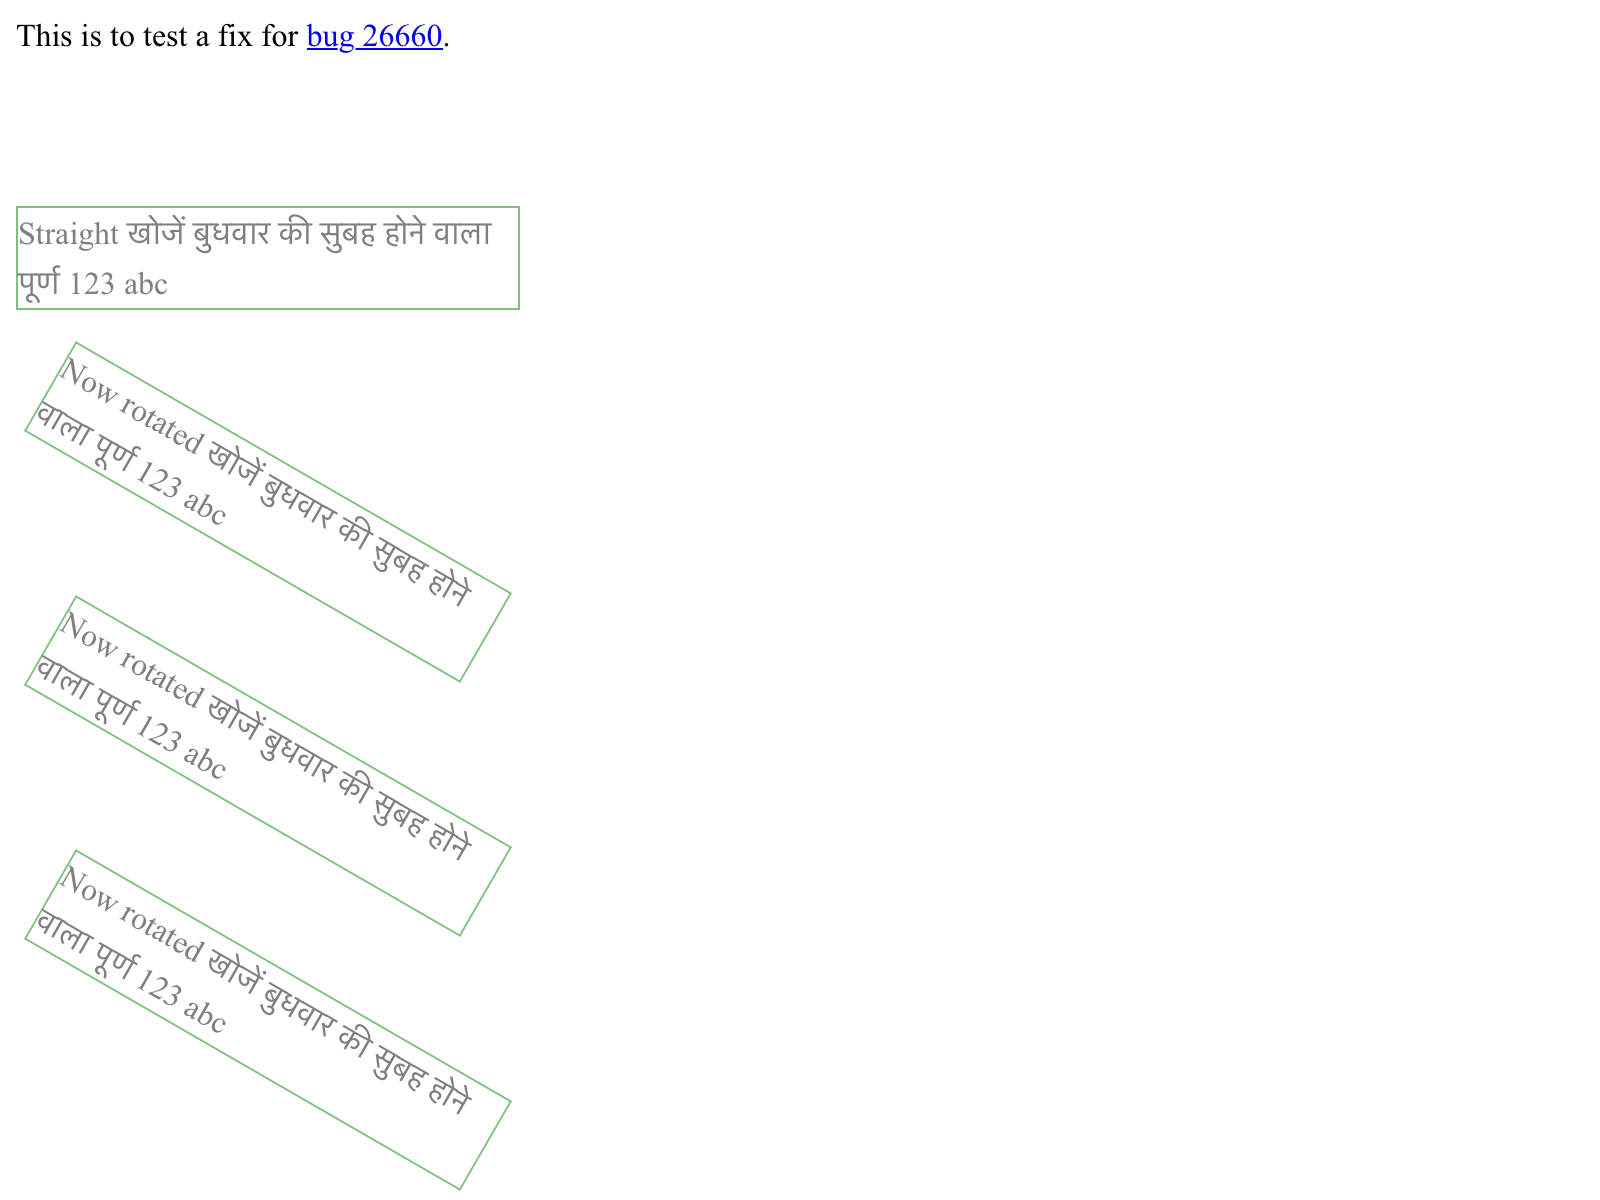 This is to test a fix for bug 26660.
Straight खोजें बुधवार की सुबह होने वाला
पूर्ण 123 abc
Now rotated खोजें बुधवार की सुबह होने
वाला पूर्ण 123 abc
Now rotated खोजें बुधवार की सुबह होने
वाला पूर्ण 123 abc
Now rotated खोजें बुधवार की सुबह होने
वाला पूर्ण 123 abc